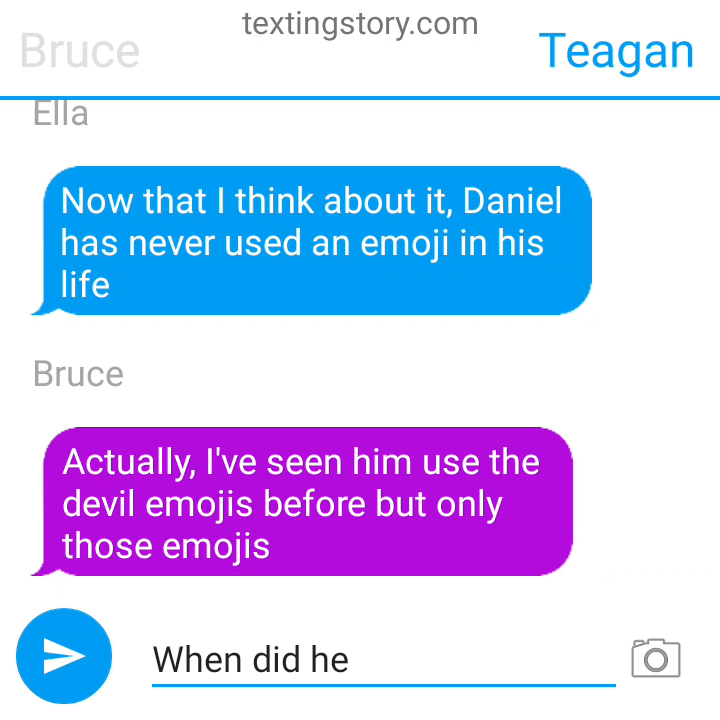 textingstory.com
Bruce
Teagan
Ella
Now that I think about it, Daniel
has never used an emoji in his
life
Bruce
Actually, I've seen him use the
devil emojis before but only
those emojis
When did he